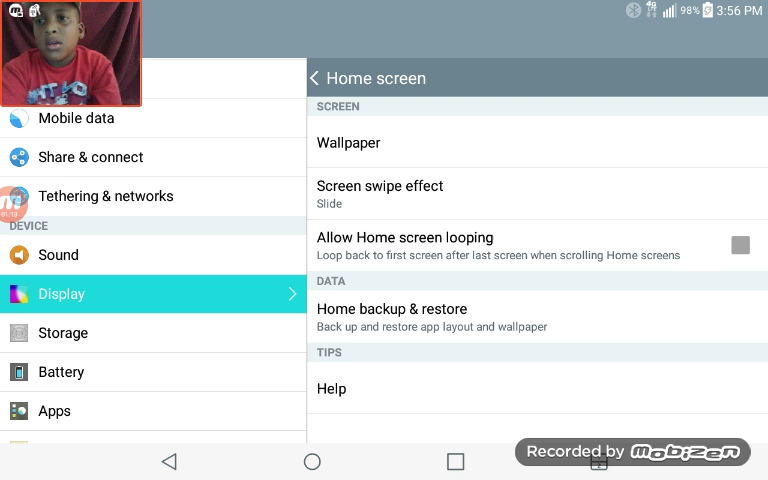 4G 98% 3:56 PM
Mobile data
Share & connect
Tethering & networks
01:13
DEVICE
Sound
Display
Storage
Battery
Apps
Home screen
SCREEN
Wallpaper
Screen swipe effect
Slide
Allow Home screen looping
Loop back to first screen after last screen when scrolling Home screens
DATA
Home backup & restore
Back up and restore app layout and wallpaper
TIPS
Help
Recorded by mobizen